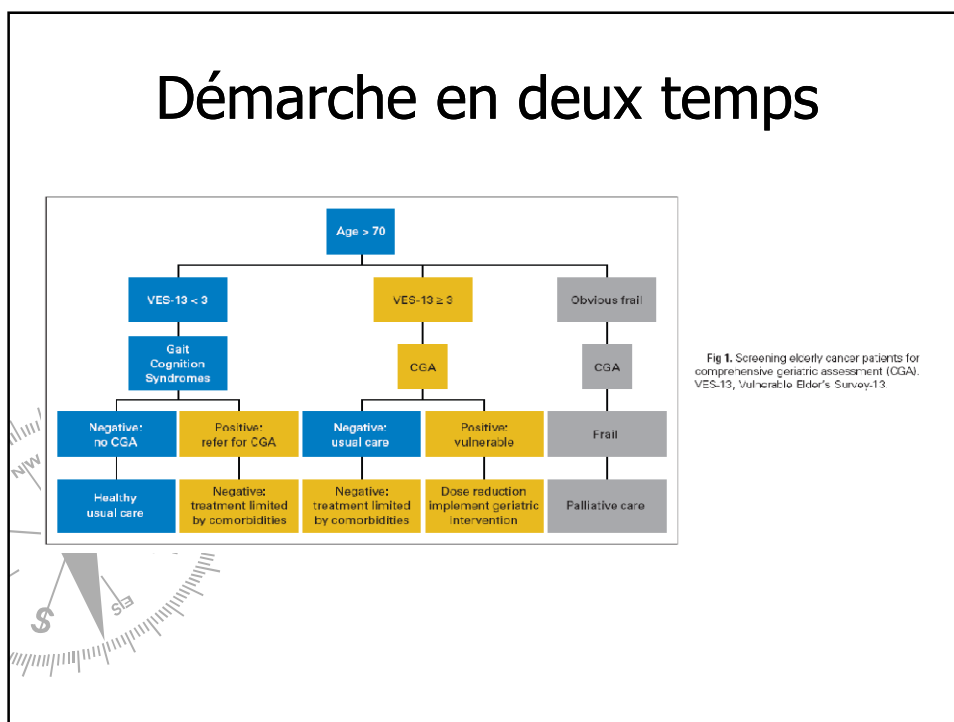 Démarche en deux temps
Age > 70
VES-13 < 3
VES-13 ≥ 3
Obvious frail
Gait
Cognition
Syndromes
CGA
CGA
Negative:
no CGA
Positive:
refer for CGA
Negative:
usual care
Positive:
vulnerable
Frail
Healthy
usual care
Negative:
treatment limited
by comorbidities
Negative:
treatment limited
by comorbidities
Dose reduction
implement geriatric
intervention
Palliative care
Fig 1. Screening elderly cancer patients for
comprehensive geriatric assessment (CGA).
VES-13, Vulnerable Elder's Survey-13.
NW
S
SE